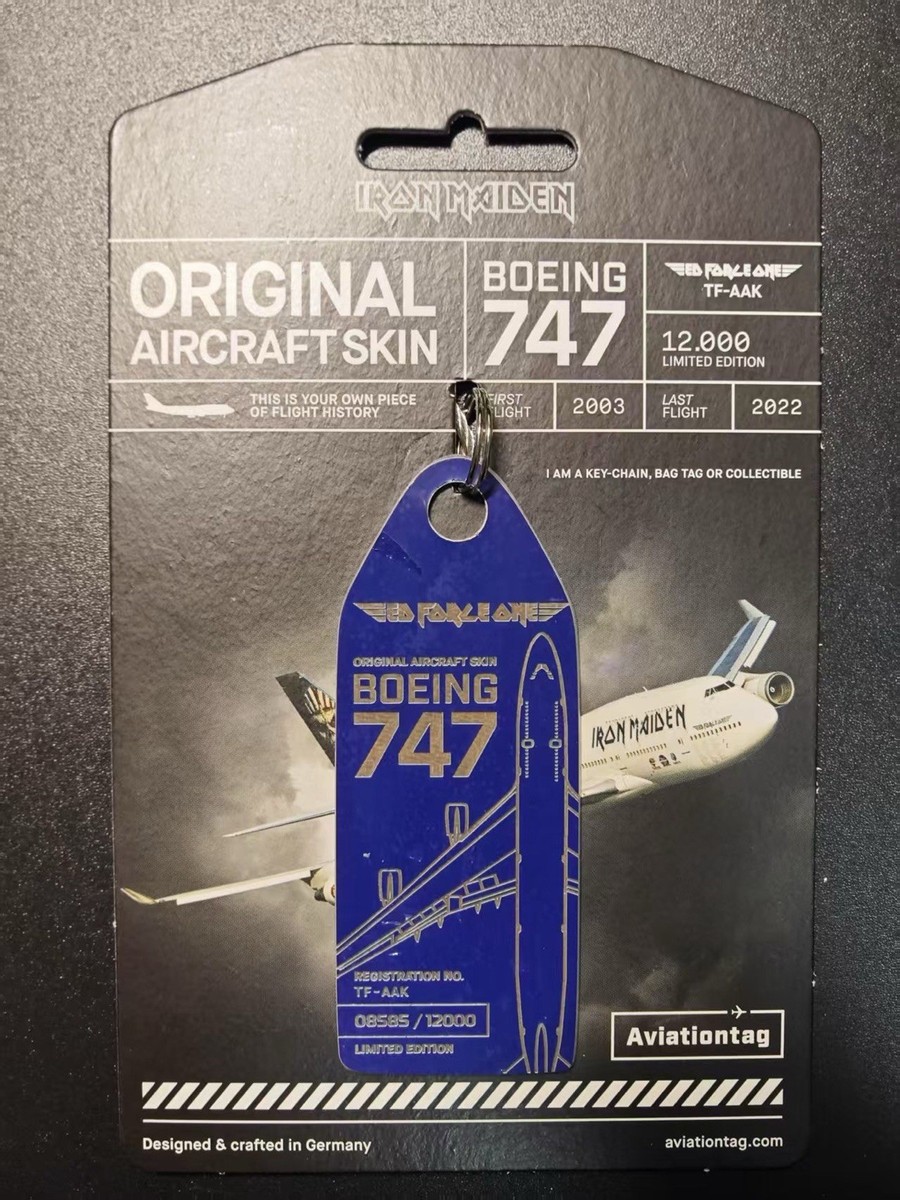 IRON MAIDEN
ORIGINAL
AIRCRAFT SKIN
BOEING
747
ED FORCE ONE
TF-AAK
12.000
LIMITED EDITION
THIS IS YOUR OWN PIECE
OF FLIGHT HISTORY
FIRST
FLIGHT
2003
LAST
FLIGHT
2022
I AM A KEY-CHAIN, BAG TAG OR COLLECTIBLE
ED FORCE ONE
ORIGINAL AIRCRAFT SKIN
BOEING
747
IRON MAIDEN
ED FORCE ONE
REGISTRATION NO.
TF-AAK
08585 / 12000
LIMITED EDITION
Aviationtag
Designed & crafted in Germany
aviationtag.com